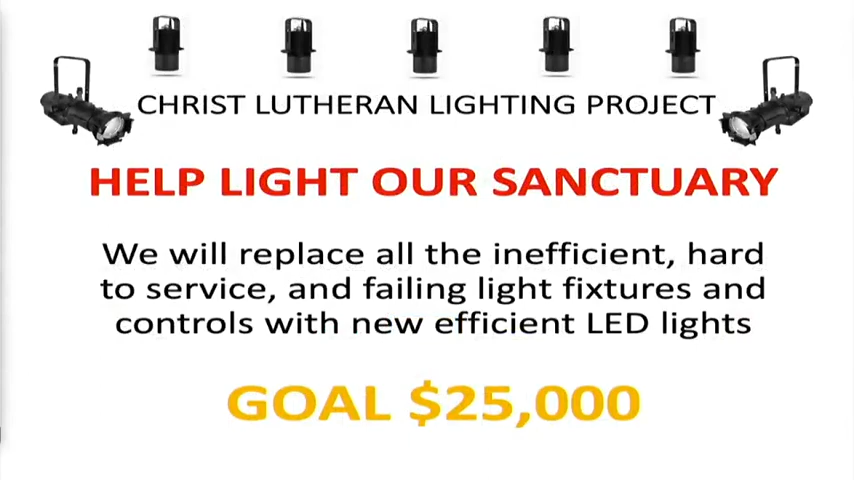 CHRIST LUTHERAN LIGHTING PROJECT
HELP LIGHT OUR SANCTUARY
We will replace all the inefficient, hard
to service, and failing light fixtures and
controls with new efficient LED lights
GOAL $25,000